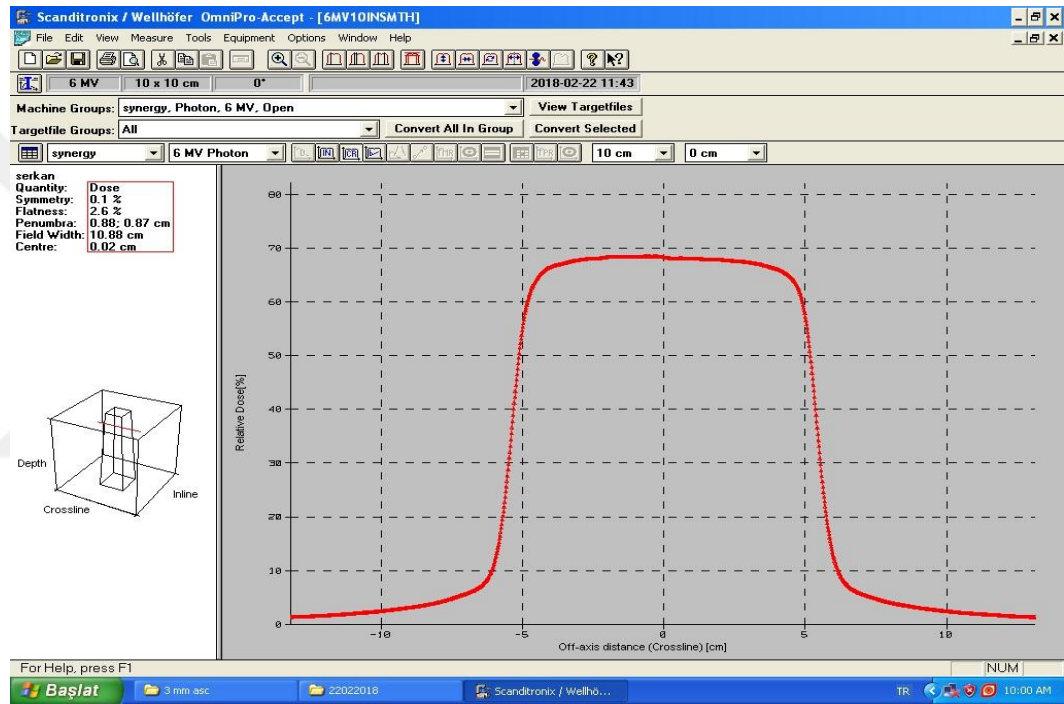 Scanditronix / Wellhöfer OmniPro-Accept - [6MV10INSMTH]
File Edit View Measure Tools Equipment Options Window Help
6 MV 10 x 10 cm 0° 2018-02-22 11:43
Machine Groups: synergy, Photon, 6 MV, Open View Targetfiles
Targetfile Groups: All Convert All In Group Convert Selected
synergy 6 MV Photon 10 cm 0 cm
serkan
Quantity: Dose
Symmetry: 0.1 %
Flatness: 2.6 %
Penumbra: 0.88; 0.87 cm
Field Width: 10.88 cm
Centre: 0.02 cm
Depth
Crossline
Inline
Relative Dose[%]
80
70
60
50
40
30
20
10
0
-10 -5 0 5 10
Off-axis distance (Crossline) [cm]
For Help, press F1 NUM
Başlat 3 mm asc 22022018 Scanditronix / Wellhö... TR 10:00 AM